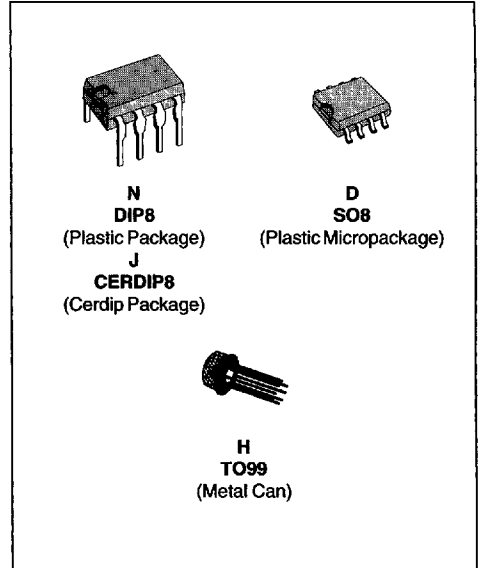 N
DIP8
(Plastic Package)
J
CERDIP8
(Cerdip Package)
D
SO8
(Plastic Micropackage)
H
TO99
(Metal Can)